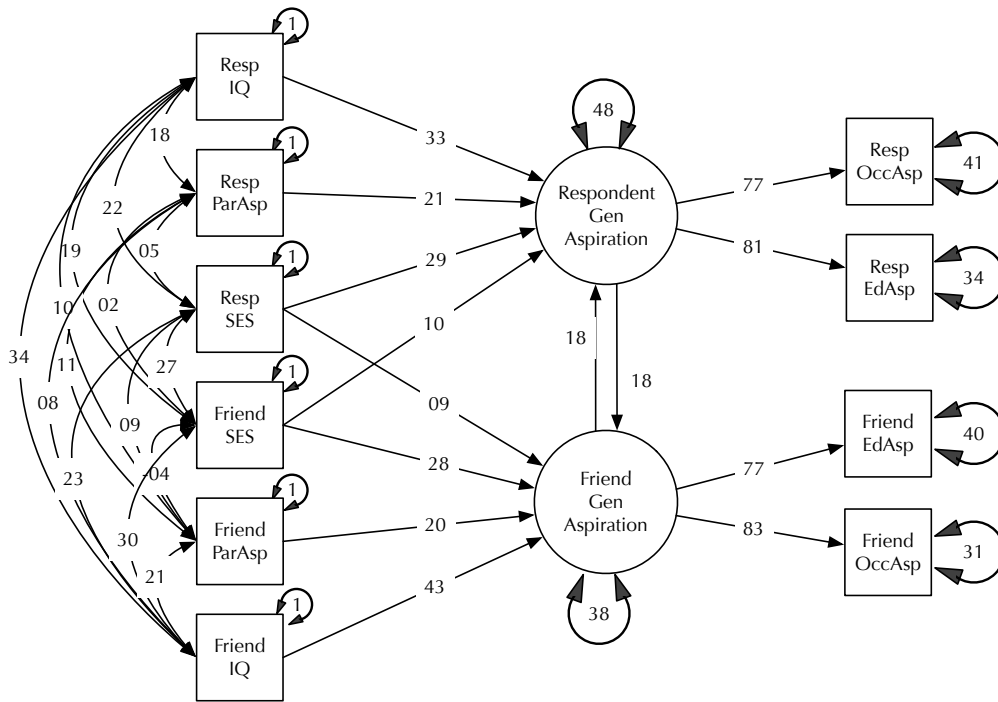 1
Resp
IQ
18
33
48
1
Resp
ParAsp
21
Respondent
Gen
Aspiration
77
Resp
OccAsp
41
22
05
19
1
Resp
SES
29
81
Resp
EdAsp
34
10
02
10
34
11
27
18
18
1
Friend
SES
08
09
09
28
77
Friend
EdAsp
40
23
-04
1
Friend
ParAsp
20
Friend
Gen
Aspiration
83
Friend
OccAsp
31
30
21
43
38
1
Friend
IQ